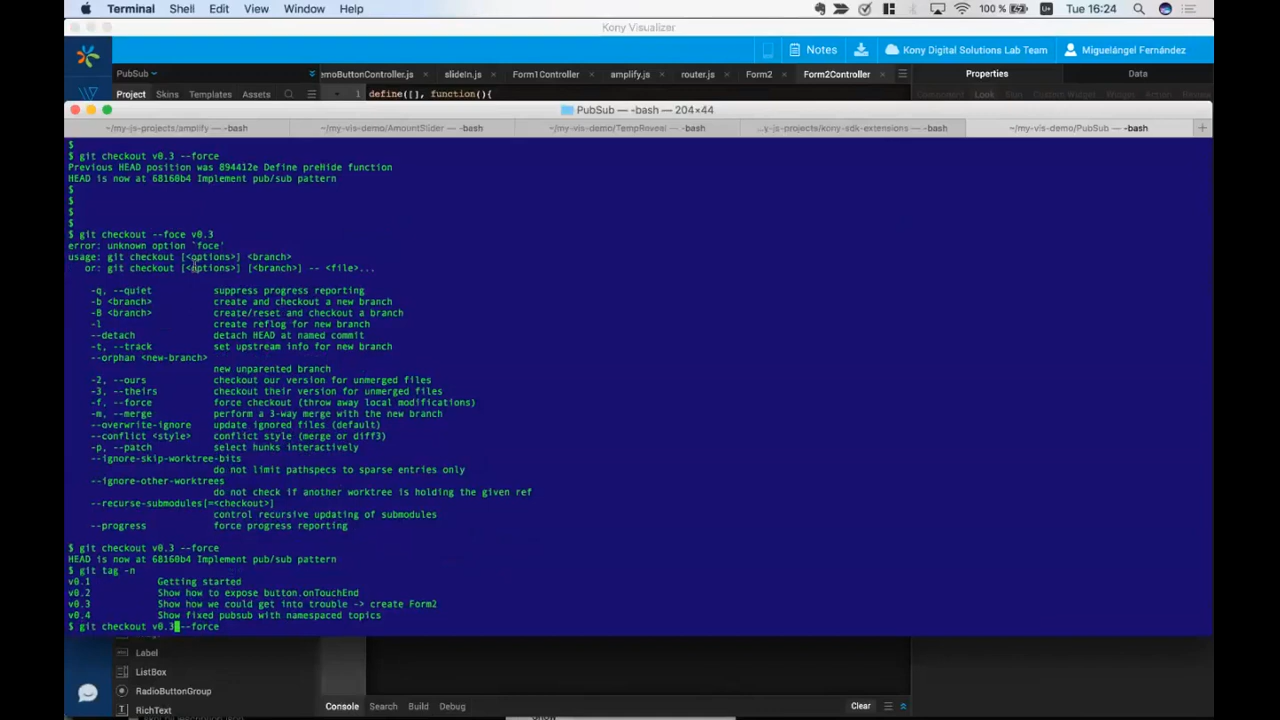 Terminal Shell Edit View Window Help 100 % Tue 16:24
Kony Visualizer
Notes Kony Digital Solutions Lab Team Miguelángel Fernández
PubSub emoButtonController.js slideIn.js Form1Controller amplify.js router.js Form2 Form2Controller Properties Data
Project Skins Templates Assets 1 define([], function(){
PubSub — -bash — 204×44
~/my-js-projects/amplify — -bash ~/my-vis-demo/AmountSlider — -bash ~/my-vis-demo/TempReveal — -bash …y-js-projects/kony-sdk-extensions — -bash ~/my-vis-demo/PubSub — -bash
$
$ git checkout v0.3 --force
Previous HEAD position was 894412e Define preHide function
HEAD is now at 68160b4 Implement pub/sub pattern
$
$
$
$
$ git checkout --foce v0.3
error: unknown option `foce'
usage: git checkout [<options>] <branch>
or: git checkout [<options>] [<branch>] -- <file>...
-q, --quiet suppress progress reporting
-b <branch> create and checkout a new branch
-B <branch> create/reset and checkout a branch
-l create reflog for new branch
--detach detach HEAD at named commit
-t, --track set upstream info for new branch
--orphan <new-branch>
new unparented branch
-2, --ours checkout our version for unmerged files
-3, --theirs checkout their version for unmerged files
-f, --force force checkout (throw away local modifications)
-m, --merge perform a 3-way merge with the new branch
--overwrite-ignore update ignored files (default)
--conflict <style> conflict style (merge or diff3)
-p, --patch select hunks interactively
--ignore-skip-worktree-bits
do not limit pathspecs to sparse entries only
--ignore-other-worktrees
do not check if another worktree is holding the given ref
--recurse-submodules[=<checkout>]
control recursive updating of submodules
--progress force progress reporting
$ git checkout v0.3 --force
HEAD is now at 68160b4 Implement pub/sub pattern
$ git tag -n
v0.1 Getting started
v0.2 Show how to expose button.onTouchEnd
v0.3 Show how we could get into trouble -> create Form2
v0.4 Show fixed pubsub with namespaced topics
$ git checkout v0.3 --force
Label
ListBox
RadioButtonGroup
RichText
Console Search Build Debug Clear